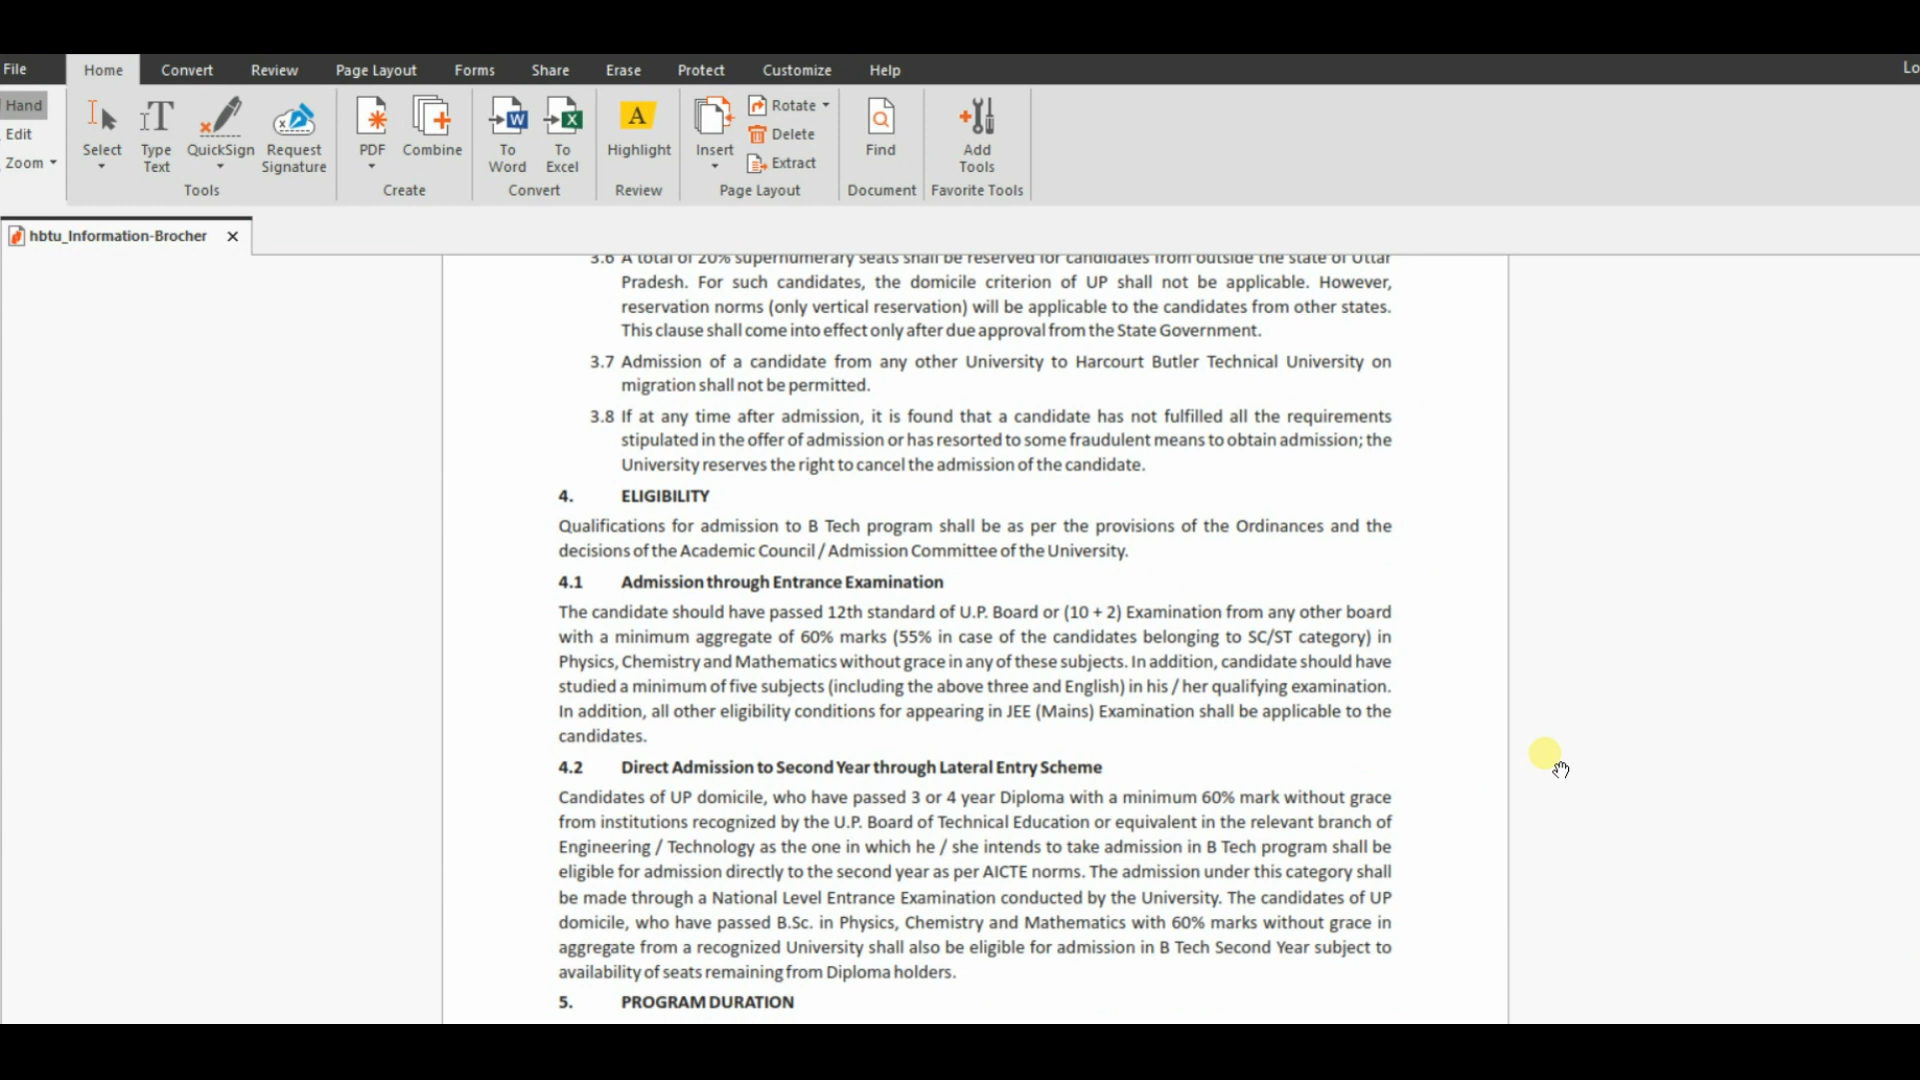 File Home Convert Review Page Layout Forms Share Erase Protect Customize Help Lo
Hand
Edit
Zoom
Select
Type Text
QuickSign
Request Signature
Tools
PDF
Combine
Create
To Word
To Excel
Convert
Highlight
Review
Insert
Rotate
Delete
Extract
Page Layout
Find
Document
Add Tools
Favorite Tools
hbtu_Information-Brocher
3.6 A total of 20% supernumerary seats shall be reserved for candidates from outside the state of Uttar
Pradesh. For such candidates, the domicile criterion of UP shall not be applicable. However,
reservation norms (only vertical reservation) will be applicable to the candidates from other states.
This clause shall come into effect only after due approval from the State Government.
3.7 Admission of a candidate from any other University to Harcourt Butler Technical University on
migration shall not be permitted.
3.8 If at any time after admission, it is found that a candidate has not fulfilled all the requirements
stipulated in the offer of admission or has resorted to some fraudulent means to obtain admission; the
University reserves the right to cancel the admission of the candidate.
4. ELIGIBILITY
Qualifications for admission to B Tech program shall be as per the provisions of the Ordinances and the
decisions of the Academic Council / Admission Committee of the University.
4.1 Admission through Entrance Examination
The candidate should have passed 12th standard of U.P. Board or (10 + 2) Examination from any other board
with a minimum aggregate of 60% marks (55% in case of the candidates belonging to SC/ST category) in
Physics, Chemistry and Mathematics without grace in any of these subjects. In addition, candidate should have
studied a minimum of five subjects (including the above three and English) in his / her qualifying examination.
In addition, all other eligibility conditions for appearing in JEE (Mains) Examination shall be applicable to the
candidates.
4.2 Direct Admission to Second Year through Lateral Entry Scheme
Candidates of UP domicile, who have passed 3 or 4 year Diploma with a minimum 60% mark without grace
from institutions recognized by the U.P. Board of Technical Education or equivalent in the relevant branch of
Engineering / Technology as the one in which he / she intends to take admission in B Tech program shall be
eligible for admission directly to the second year as per AICTE norms. The admission under this category shall
be made through a National Level Entrance Examination conducted by the University. The candidates of UP
domicile, who have passed B.Sc. in Physics, Chemistry and Mathematics with 60% marks without grace in
aggregate from a recognized University shall also be eligible for admission in B Tech Second Year subject to
availability of seats remaining from Diploma holders.
5. PROGRAM DURATION